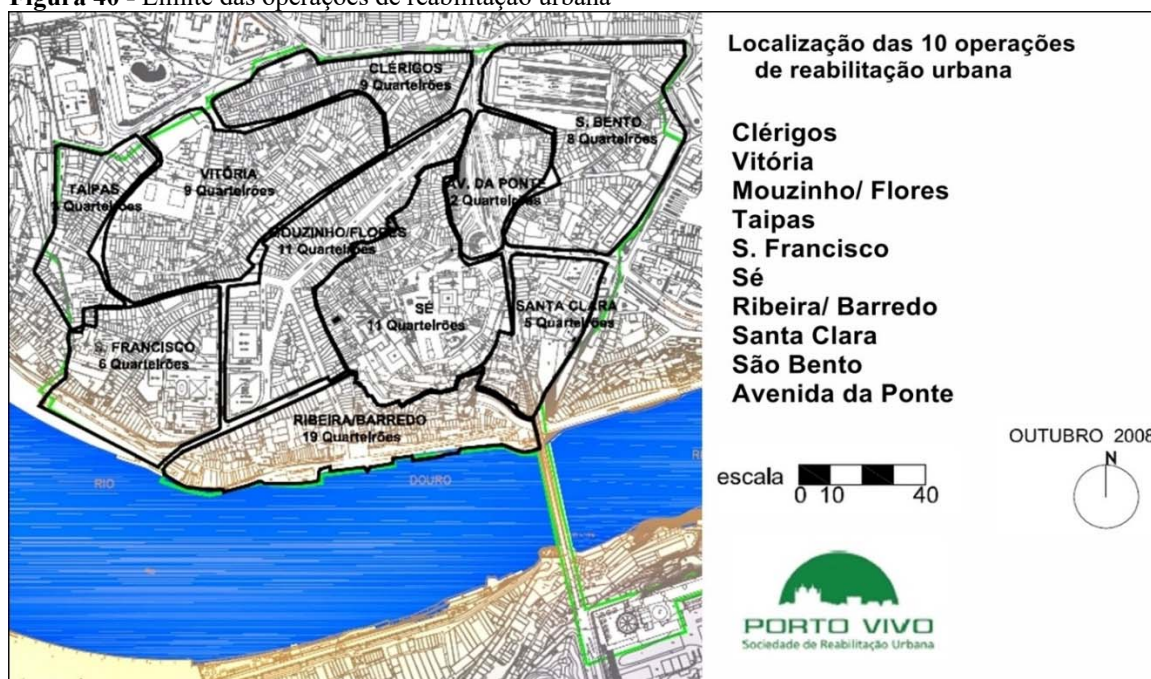 Figura 46 - Limite das operações de reabilitação urbana
CLÉRIGOS
9 Quarteirões
S. BENTO
8 Quarteirões
VITÓRIA
9 Quarteirões
TAIPAS
Quarteirões
AV. DA PONTE
2 Quarteirões
MOUZINHO/FLORES
11 Quarteirões
SÉ
11 Quarteirões
SANTA CLARA
5 Quarteirões
S. FRANCISCO
6 Quarteirões
RIBEIRA/BARREDO
19 Quarteirões
RIO
DOURO
Localização das 10 operações
de reabilitação urbana
Clérigos
Vitória
Mouzinho/ Flores
Taipas
S. Francisco
Sé
Ribeira/ Barredo
Santa Clara
São Bento
Avenida da Ponte
OUTUBRO 2008
N
escala
0 10 40
PORTO VIVO
Sociedade de Reabilitação Urbana